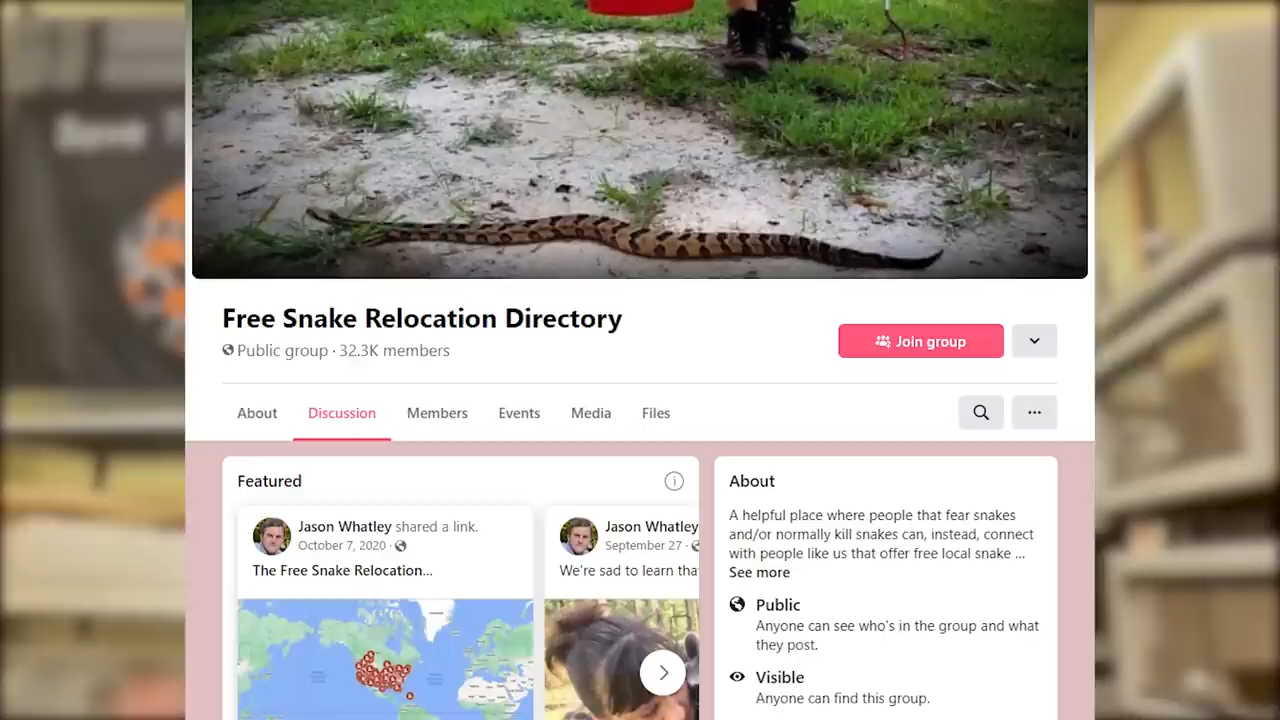 Save
Free Snake Relocation Directory
Public group · 32.3K members
Join group
About
Discussion
Members
Events
Media
Files
Featured
Jason Whatley shared a link.
October 7, 2020 ·
The Free Snake Relocation...
Jason Whatley
September 27 ·
We're sad to learn tha
About
A helpful place where people that fear snakes
and/or normally kill snakes can, instead, connect
with people like us that offer free local snake ...
See more
Public
Anyone can see who's in the group and what
they post.
Visible
Anyone can find this group.